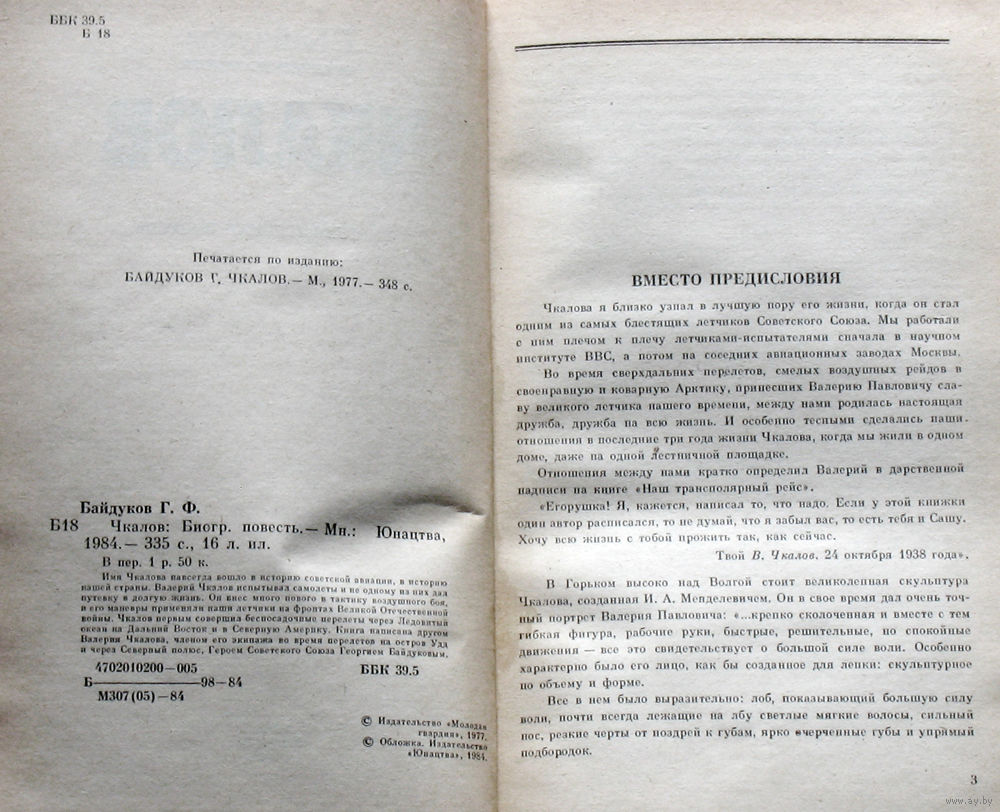 ББК 39.5
Б 18
Печатается по изданию:
БАЙДУКОВ Г. ЧКАЛОВ.— М., 1977.— 348 с.
Байдуков Г. Ф.
Б18 Чкалов: Биогр. повесть.— Мн.: Юнацтва,
1984.— 335 с., 16 л. ил.
В пер. 1 р. 50 к.
Имя Чкалова навсегда вошло в историю советской авиации, в историю
нашей страны. Валерий Чкалов испытывал самолеты и не одному из них дал
путевку в долгую жизнь. Он внес много нового в тактику воздушного боя,
и его маневры применяли наши летчики на фронтах Великой Отечественной
войны. Чкалов первым совершил беспосадочные перелеты через Ледовитый
океан на Дальний Восток и в Северную Америку. Книга написана другом
Валерия Чкалова, членом его экипажа во время перелетов на остров Удд
и через Северный полюс, Героем Советского Союза Георгием Байдуковым.
4702010200—005
Б————————98—84
М307(05)—84
ББК 39.5
© Издательство «Молодая
гвардия», 1977.
© Обложка. Издательство
«Юнацтва», 1984.
ВМЕСТО ПРЕДИСЛОВИЯ
Чкалова я близко узнал в лучшую пору его жизни, когда он стал
одним из самых блестящих летчиков Советского Союза. Мы работали
с ним плечом к плечу летчиками-испытателями сначала в научном
институте ВВС, а потом на соседних авиационных заводах Москвы.
Во время сверхдальних перелетов, смелых воздушных рейдов в
своенравную и коварную Арктику, принесших Валерию Павловичу сла-
ву великого летчика нашего времени, между нами родилась настоящая
дружба, дружба на всю жизнь. И особенно тесными сделались наши
отношения в последние три года жизни Чкалова, когда мы жили в одном
доме, даже на одной лестничной площадке.
Отношения между нами кратко определил Валерий в дарственной
надписи на книге «Наш трансполярный рейс».
«Егорушка! Я, кажется, написал то, что надо. Если у этой книжки
один автор расписался, то не думай, что я забыл вас, то есть тебя и Сашу.
Хочу всю жизнь с тобой прожить так, как сейчас.
Твой В. Чкалов. 24 октября 1938 года».
В Горьком высоко над Волгой стоит великолепная скульптура
Чкалова, созданная И. А. Менделевичем. Он в свое время дал очень точ-
ный портрет Валерия Павловича: «...крепко сколоченная и вместе с тем
гибкая фигура, рабочие руки, быстрые, решительные, но спокойные
движения — все это свидетельствует о большой силе воли. Особенно
характерно было его лицо, как бы созданное для лепки: скульптурное
по объему и форме.
Все в нем было выразительно: лоб, показывающий большую силу
воли, почти всегда лежащие на лбу светлые мягкие волосы, сильный
нос, резкие черты от ноздрей к губам, ярко очерченные губы и упрямый
подбородок.
3
www.ay.by